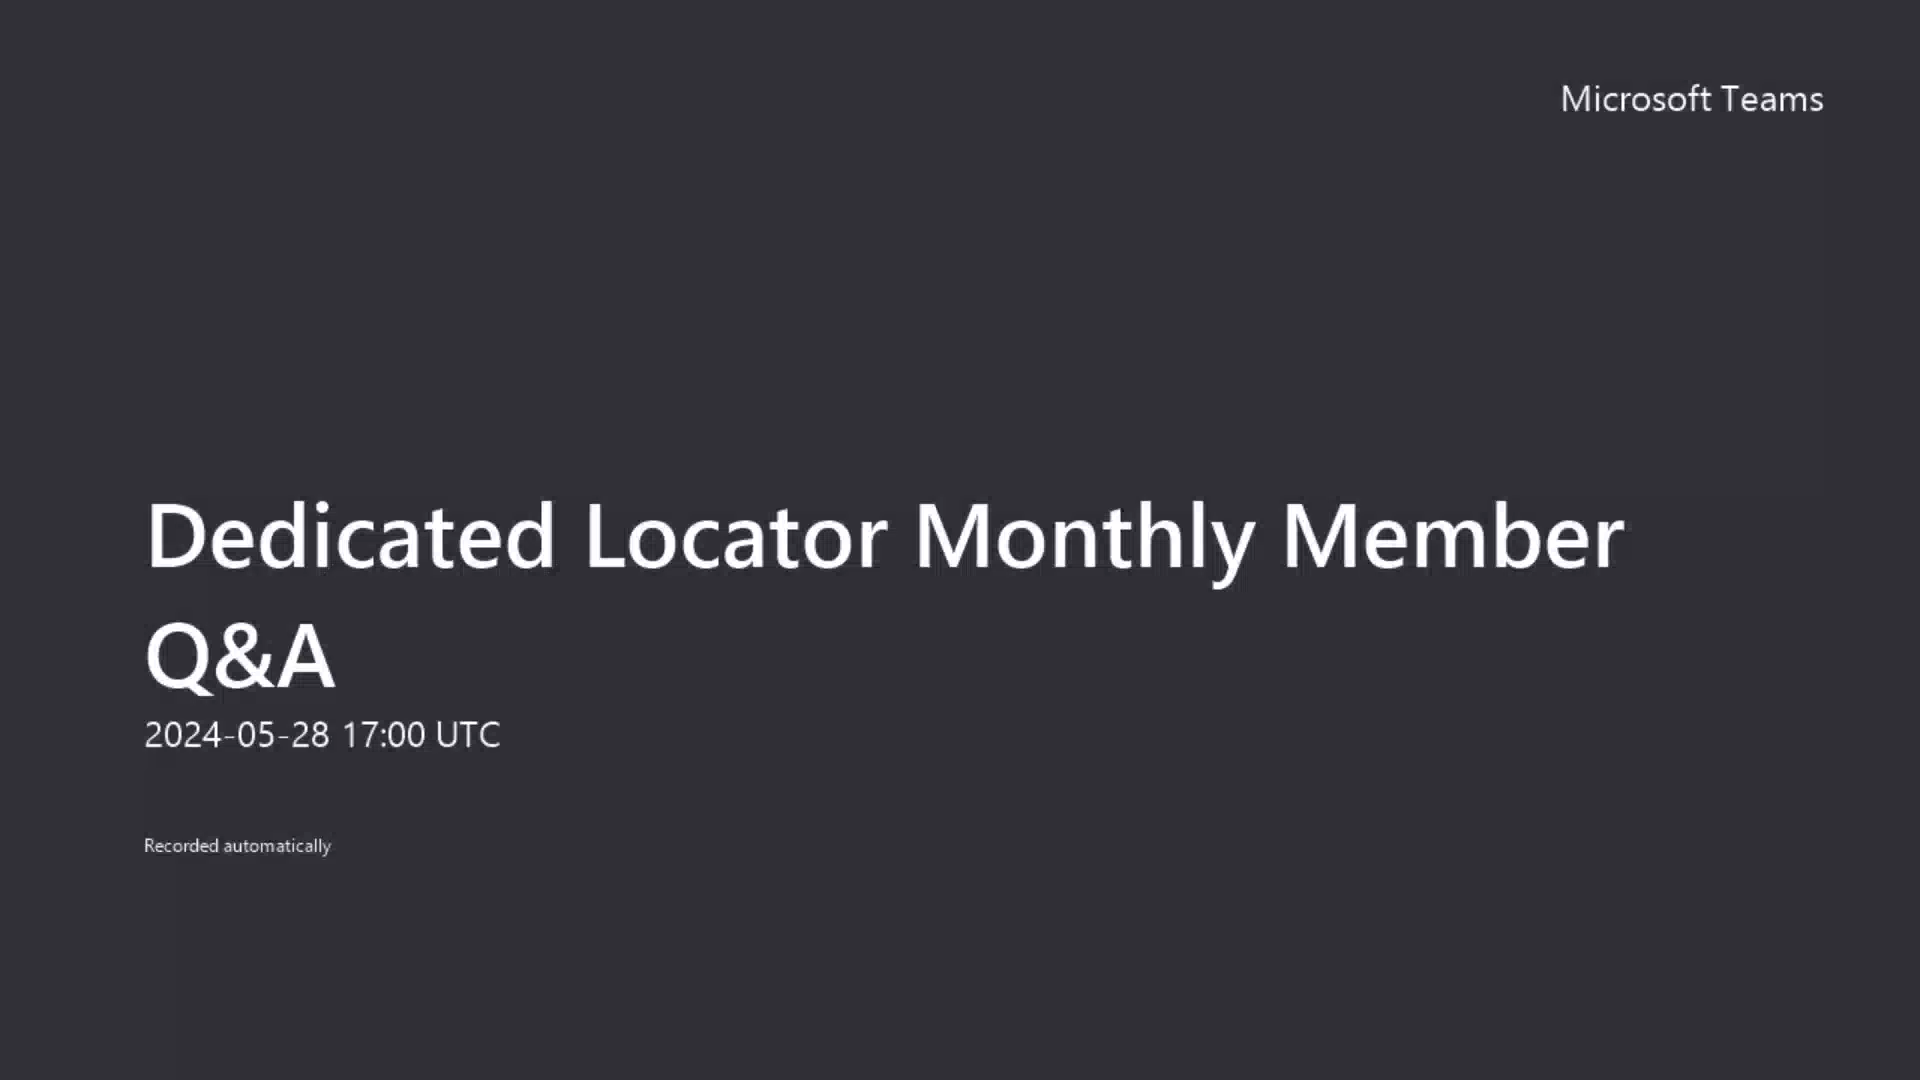 Microsoft Teams
Dedicated Locator Monthly Member
Q&A
2024-05-28 17:00 UTC
Recorded automatically